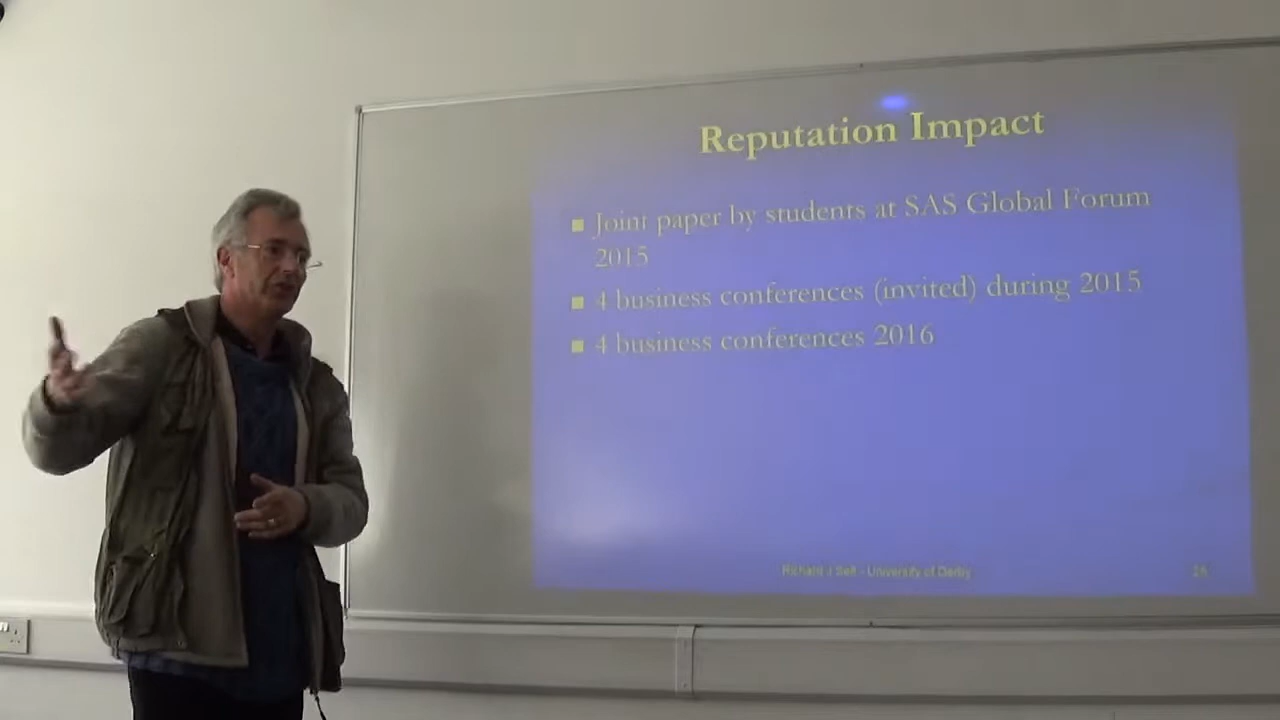 Reputation Impact
Joint paper by students at SAS Global Forum
2015
4 business conferences (invited) during 2015
4 business conferences 2016
Richard J Self - University of Derby